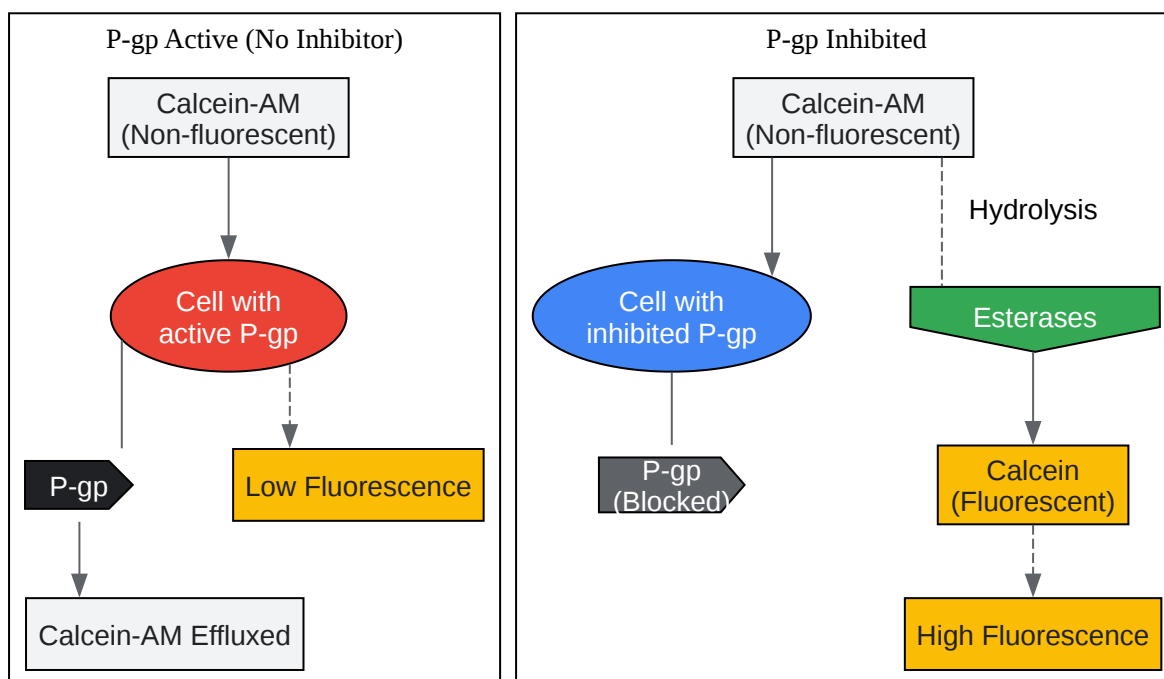 P-gp Active (No Inhibitor)
Calcein-AM
(Non-fluorescent)
Cell with
active P-gp
P-gp
Low Fluorescence
Calcein-AM Effluxed
P-gp Inhibited
Calcein-AM
(Non-fluorescent)
Hydrolysis
Cell with
inhibited P-gp
Esterases
P-gp
(Blocked)
Calcein
(Fluorescent)
High Fluorescence